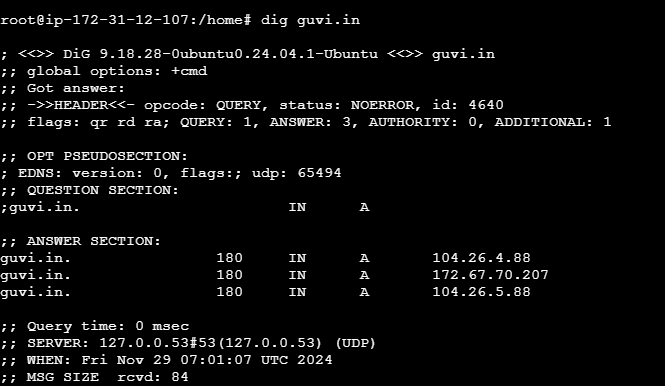 root@ip-172-31-12-107:/home# dig guvi.in
; <<>> DiG 9.18.28-0ubuntu0.24.04.1-Ubuntu <<>> guvi.in
;; global options: +cmd
;; Got answer:
;; ->>HEADER<<- opcode: QUERY, status: NOERROR, id: 4640
;; flags: qr rd ra; QUERY: 1, ANSWER: 3, AUTHORITY: 0, ADDITIONAL: 1
;; OPT PSEUDOSECTION:
; EDNS: version: 0, flags:; udp: 65494
;; QUESTION SECTION:
;guvi.in. IN A
;; ANSWER SECTION:
guvi.in. 180 IN A 104.26.4.88
guvi.in. 180 IN A 172.67.70.207
guvi.in. 180 IN A 104.26.5.88
;; Query time: 0 msec
;; SERVER: 127.0.0.53#53(127.0.0.53) (UDP)
;; WHEN: Fri Nov 29 07:01:07 UTC 2024
;; MSG SIZE rcvd: 84